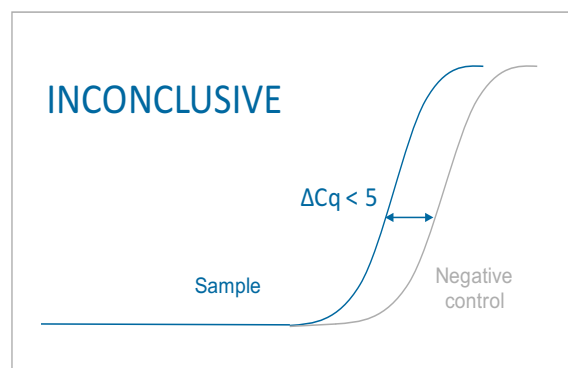 INCONCLUSIVE
ΔCq < 5
Sample
Negative
control